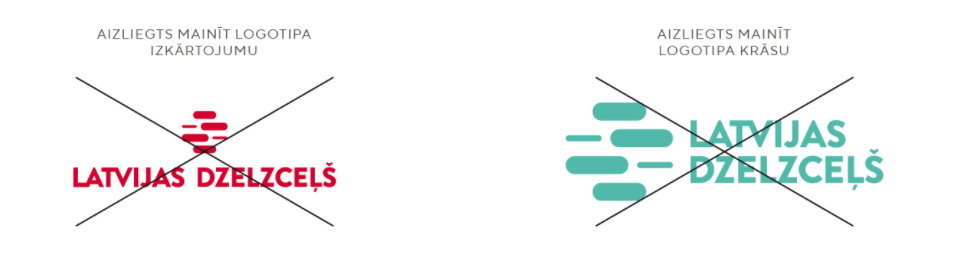 AIZLIEGTS MAINĪT LOGOTIPA
IZKĀRTOJUMU
LATVIJAS DZELZCEĻŠ
AIZLIEGTS MAINĪT
LOGOTIPA KRĀSU
LATVIJAS
DZELZCEĻŠ